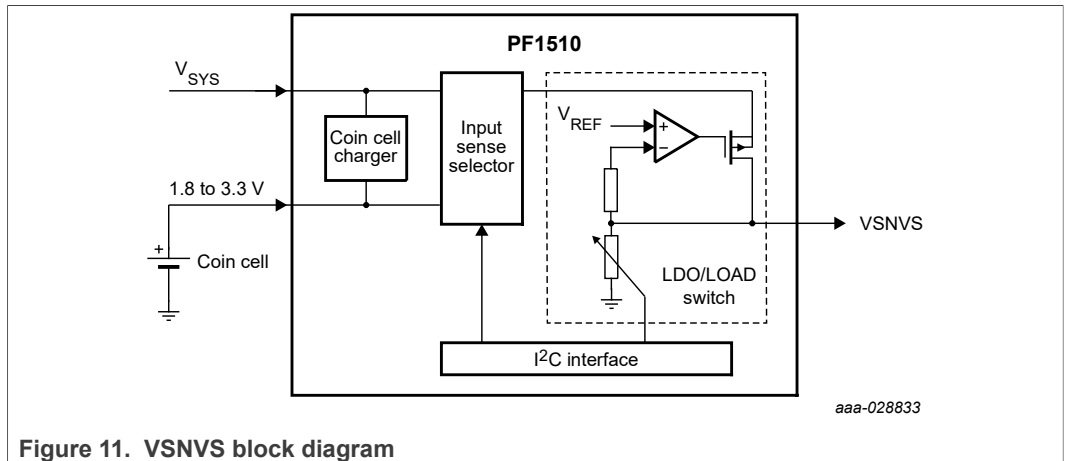 PF1510
V_SYS
Coin cell
charger
Input
sense
selector
V_REF
+
−
1.8 to 3.3 V
VSNVS
+
Coin cell
LDO/LOAD
switch
I²C interface
aaa-028833
Figure 11. VSNVS block diagram